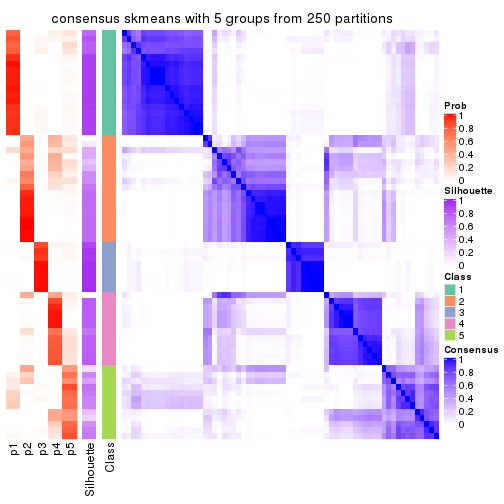 consensus skmeans with 5 groups from 250 partitions
Prob
1
0.8
0.6
0.4
0.2
0
Silhouette
1
0.8
0.6
0.4
0.2
0
Class
1
2
3
4
5
Consensus
1
0.8
0.6
0.4
0.2
0
p1
p2
p3
p4
p5
Silhouette
Class